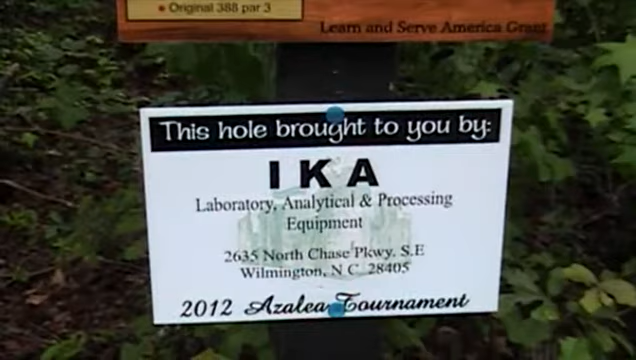 • Original 388 par 3
Learn and Serve America Grant
This hole brought to you by:
IKA
Laboratory, Analytical & Processing
Equipment
2635 North Chase Pkwy. S.E
Wilmington, N C 28405
2012 Azalea Tournament